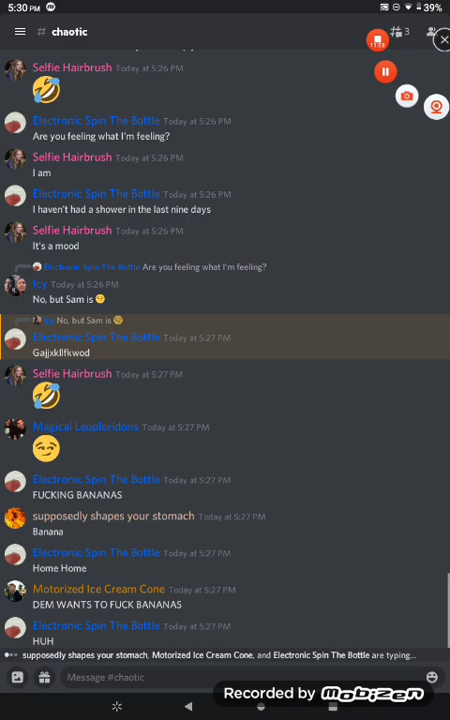 5:30 PM 39%
# chaotic 3
11:33
Selfie Hairbrush Today at 5:26 PM
Electronic Spin The Bottle Today at 5:26 PM
Are you feeling what I'm feeling?
Selfie Hairbrush Today at 5:26 PM
I am
Electronic Spin The Bottle Today at 5:26 PM
I haven't had a shower in the last nine days
Selfie Hairbrush Today at 5:26 PM
It's a mood
Electronic Spin The Bottle Are you feeling what I'm feeling?
Icy Today at 5:26 PM
No, but Sam is
Icy No, but Sam is
Electronic Spin The Bottle Today at 5:27 PM
Gajjxkllfkwod
Selfie Hairbrush Today at 5:27 PM
Magical Leoploridons Today at 5:27 PM
Electronic Spin The Bottle Today at 5:27 PM
FUCKING BANANAS
supposedly shapes your stomach Today at 5:27 PM
Banana
Electronic Spin The Bottle Today at 5:27 PM
Home Home
Motorized Ice Cream Cone Today at 5:27 PM
DEM WANTS TO FUCK BANANAS
Electronic Spin The Bottle Today at 5:27 PM
HUH
supposedly shapes your stomach, Motorized Ice Cream Cone, and Electronic Spin The Bottle are typing...
Message #chaotic
Recorded by Mobizen